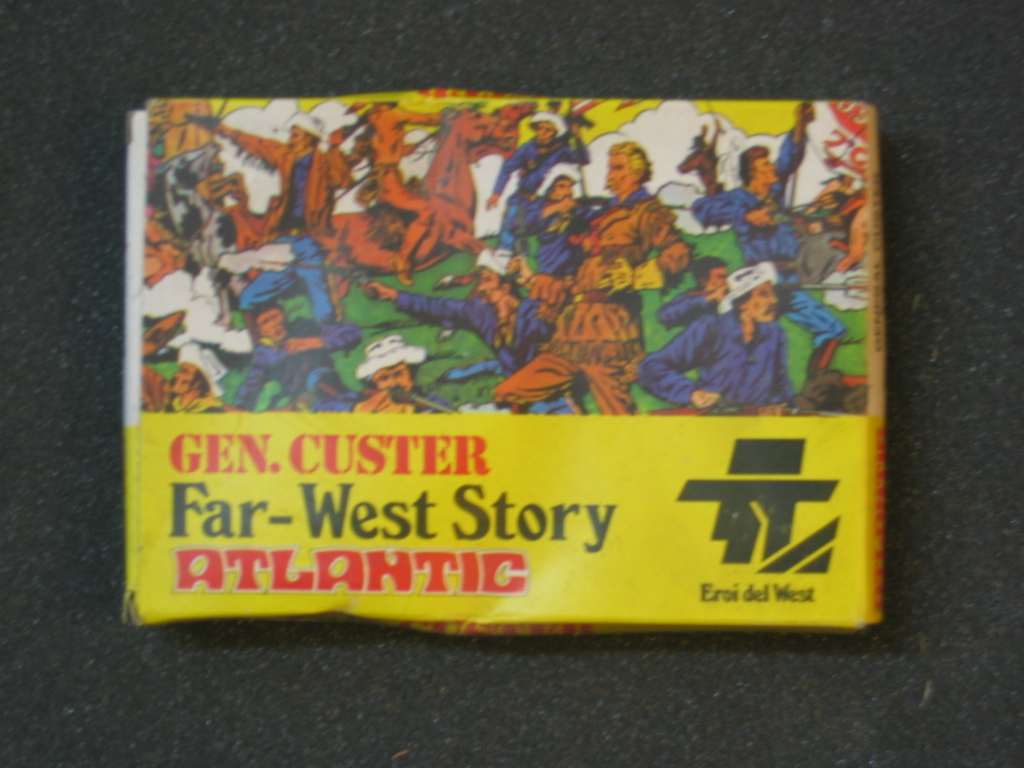 GEN. CUSTER
Far-West Story
ATLANTIC
Eroi del West